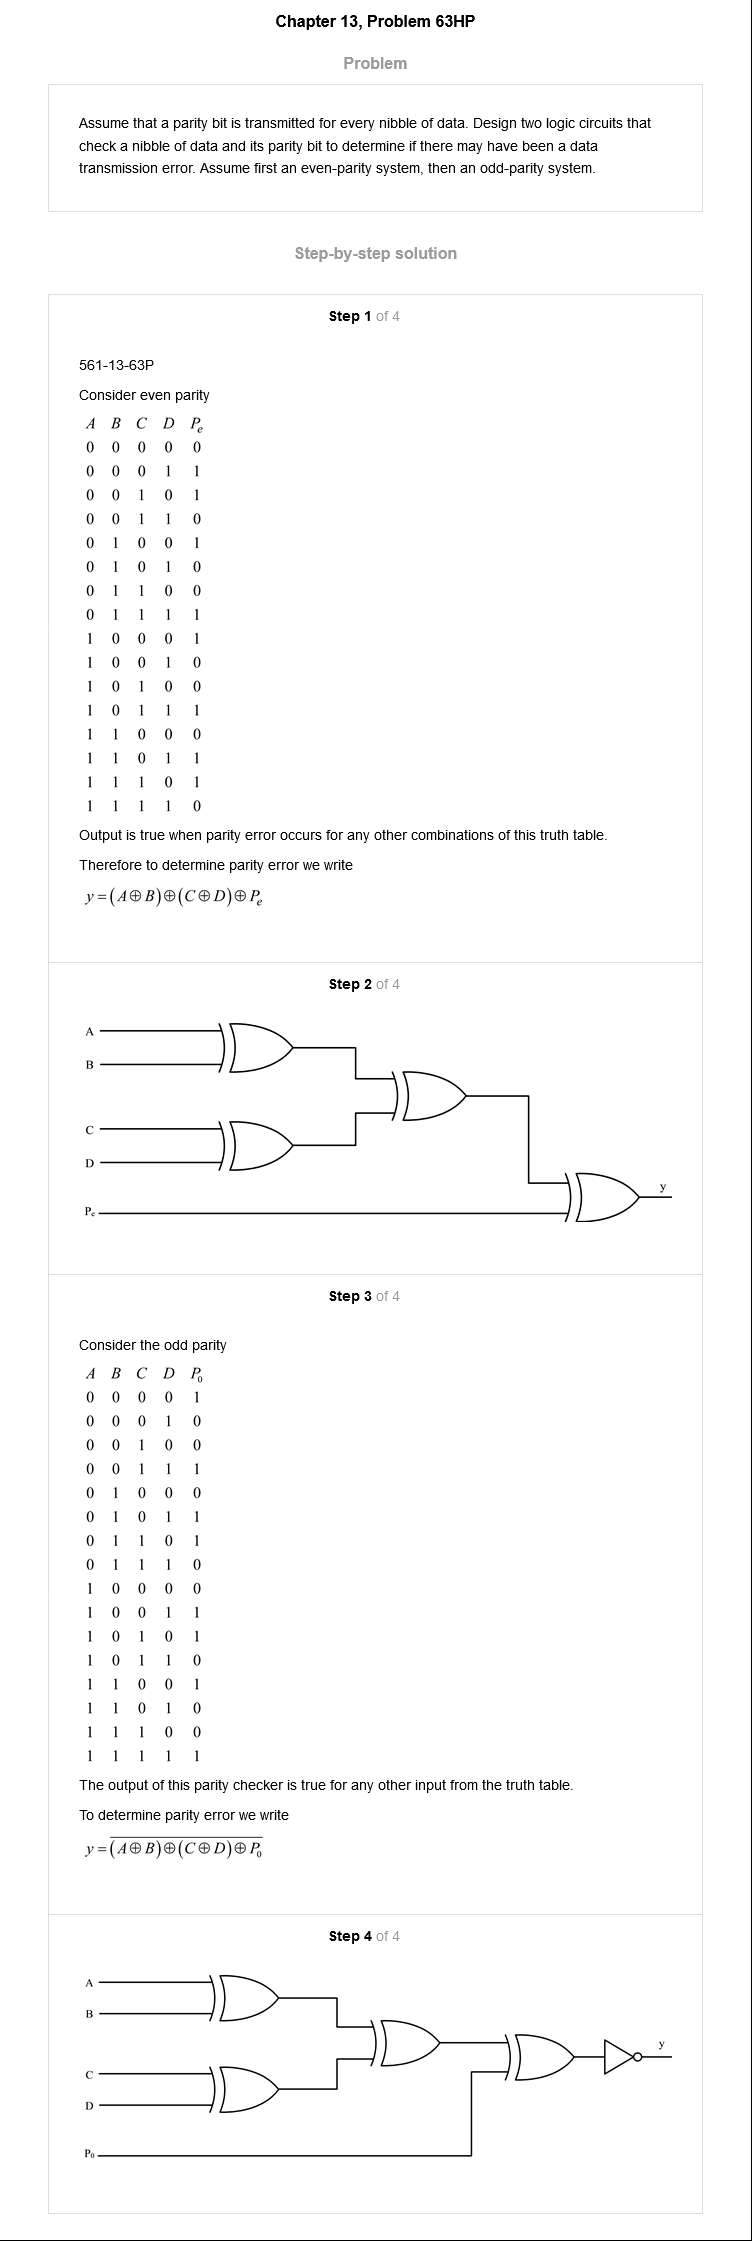 Chapter 13, Problem 63HP
Problem
Assume that a parity bit is transmitted for every nibble of data. Design two logic circuits that
check a nibble of data and its parity bit to determine if there may have been a data
transmission error. Assume first an even-parity system, then an odd-parity system.
Step-by-step solution
Step 1 of 4
561-13-63P
Consider even parity
A B C D Pₑ
0 0 0 0 0
0 0 0 1 1
0 0 1 0 1
0 0 1 1 0
0 1 0 0 1
0 1 0 1 0
0 1 1 0 0
0 1 1 1 1
1 0 0 0 1
1 0 0 1 0
1 0 1 0 0
1 0 1 1 1
1 1 0 0 0
1 1 0 1 1
1 1 1 0 1
1 1 1 1 0
Output is true when parity error occurs for any other combinations of this truth table.
Therefore to determine parity error we write
y=(A⊕B)⊕(C⊕D)⊕Pₑ
Step 2 of 4
A
B
C
D
Pₑ
y
Step 3 of 4
Consider the odd parity
A B C D P₀
0 0 0 0 1
0 0 0 1 0
0 0 1 0 0
0 0 1 1 1
0 1 0 0 0
0 1 0 1 1
0 1 1 0 1
0 1 1 1 0
1 0 0 0 0
1 0 0 1 1
1 0 1 0 1
1 0 1 1 0
1 1 0 0 1
1 1 0 1 0
1 1 1 0 0
1 1 1 1 1
The output of this parity checker is true for any other input from the truth table.
To determine parity error we write
y=\overline{(A⊕B)⊕(C⊕D)⊕P₀}
Step 4 of 4
A
B
C
D
P₀
y